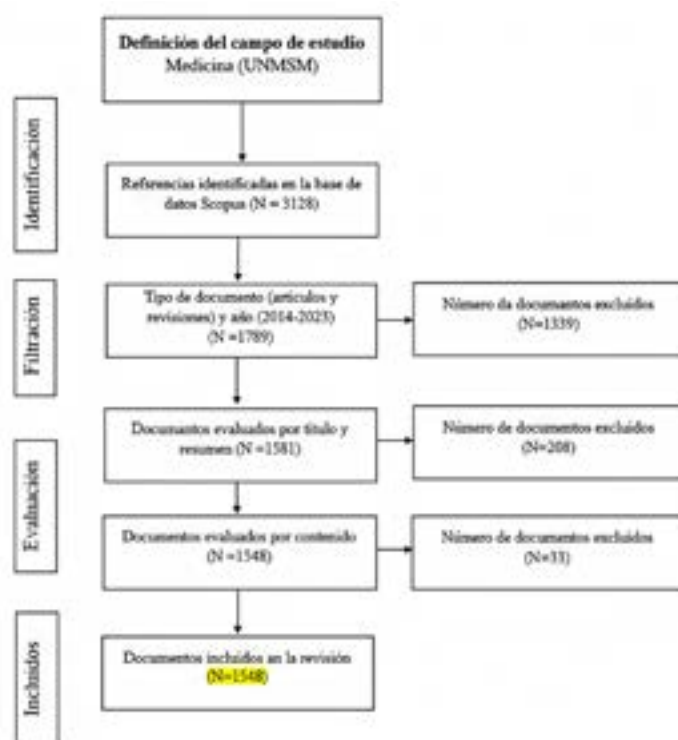 Definición del campo de estudio
Medicina (UNMSM)
Identificación
Referencias identificadas en la base de
datos Scopus (N = 3128)
Filtración
Tipo de documento (artículos y
revisiones) y año (2014-2023)
(N =1789)
Número da documantos excluidos
(N=1339)
Evaluación
Documantos evaluados por título y
resumen (N =1581)
Número de documentos excluidos
(N=208)
Documentos evaluados por contenido
(N =1548)
Número de documentos excluidos
(N=33)
Incluidos
Documentos incluidos an la revisión
(N=1548)